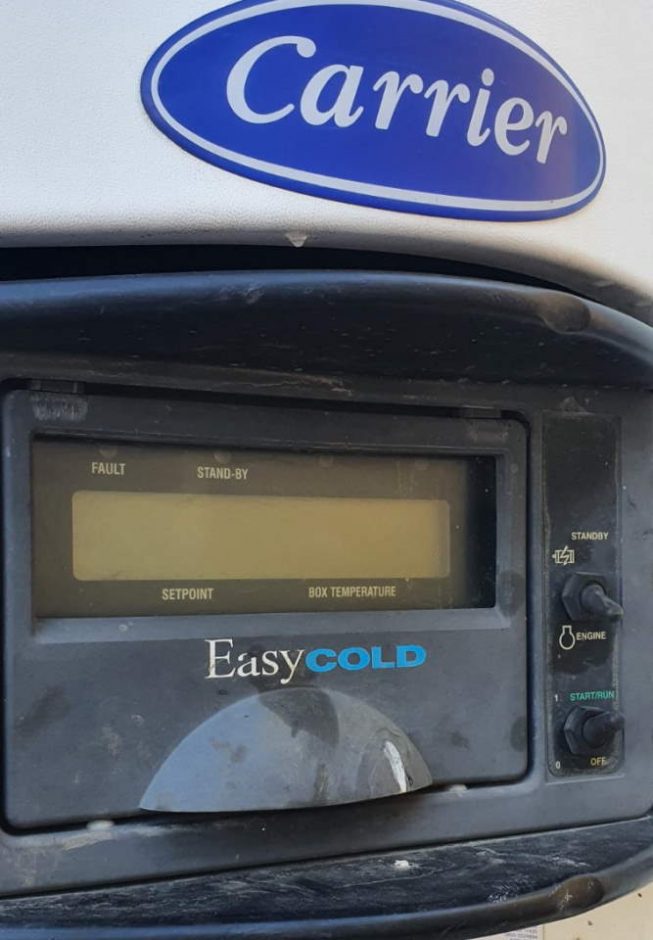 Carrier
FAULT STAND-BY
SETPOINT BOX TEMPERATURE
EasyCOLD
STANDBY
ENGINE
1 START/RUN
0 OFF